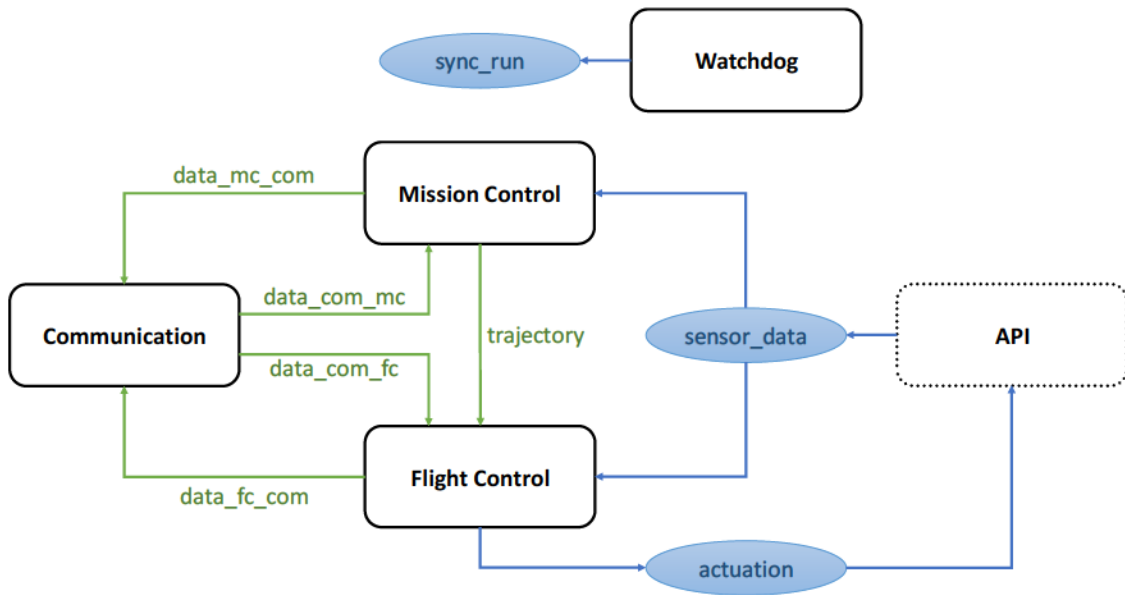 sync_run
Watchdog
data_mc_com
Mission Control
data_com_mc
Communication
trajectory
sensor_data
API
data_com_fc
Flight Control
data_fc_com
actuation